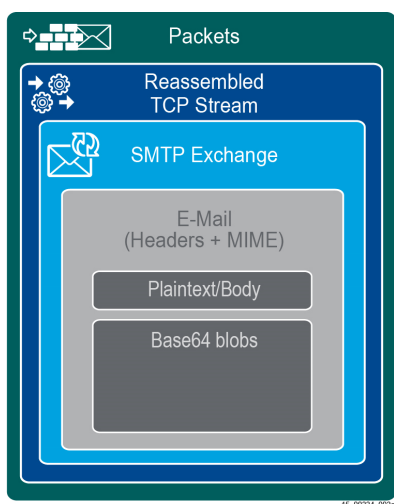 Packets
Reassembled
TCP Stream
SMTP Exchange
E-Mail
(Headers + MIME)
Plaintext/Body
Base64 blobs